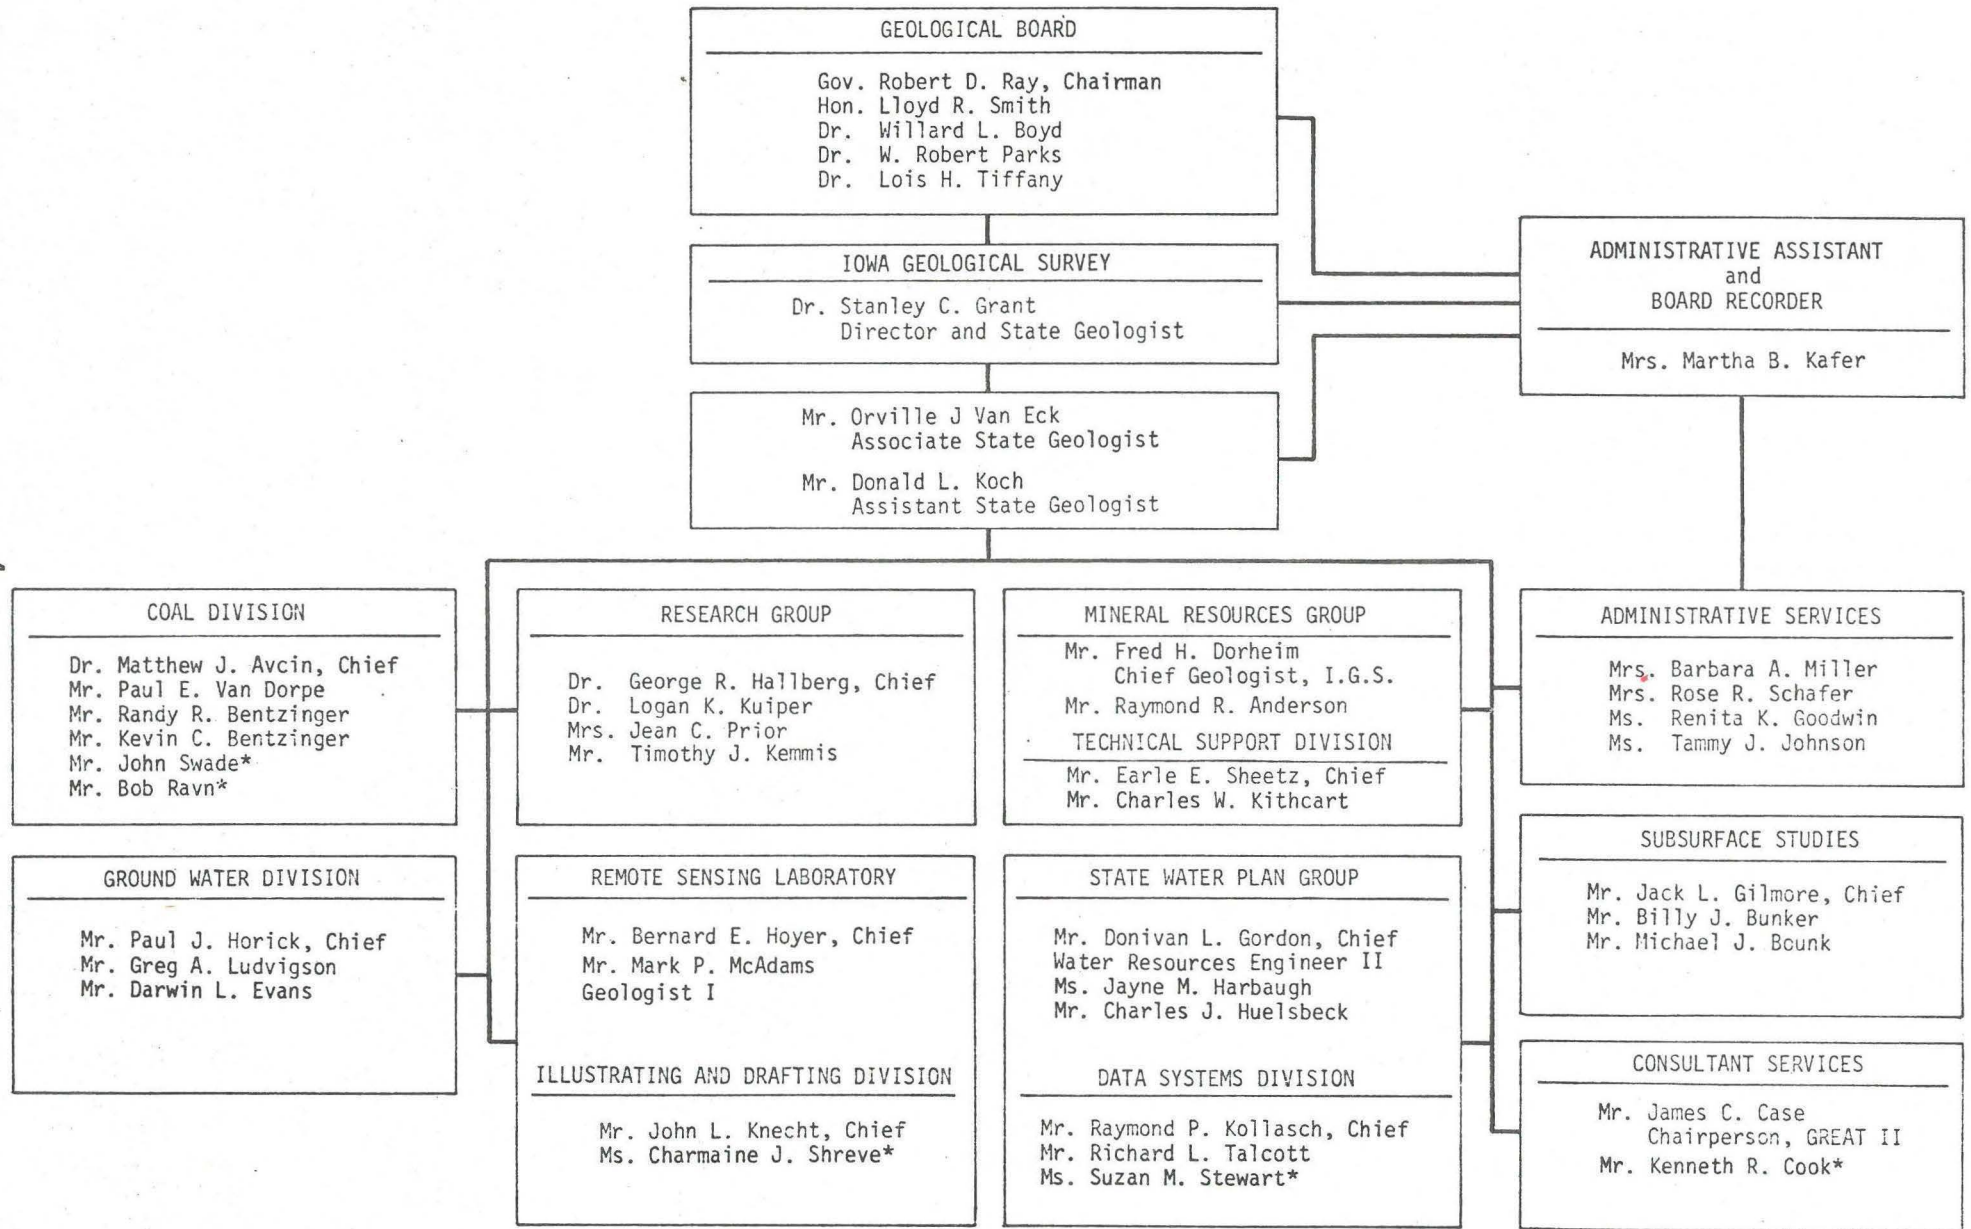 GEOLOGICAL BOARD
Gov. Robert D. Ray, Chairman
Hon. Lloyd R. Smith
Dr. Willard L. Boyd
Dr. W. Robert Parks
Dr. Lois H. Tiffany
IOWA GEOLOGICAL SURVEY
Dr. Stanley C. Grant
Director and State Geologist
ADMINISTRATIVE ASSISTANT
and
BOARD RECORDER
Mrs. Martha B. Kafer
Mr. Orville J Van Eck
Associate State Geologist
Mr. Donald L. Koch
Assistant State Geologist
COAL DIVISION
Dr. Matthew J. Avcin, Chief
Mr. Paul E. Van Dorpe
Mr. Randy R. Bentzinger
Mr. Kevin C. Bentzinger
Mr. John Swade*
Mr. Bob Ravn*
RESEARCH GROUP
Dr. George R. Hallberg, Chief
Dr. Logan K. Kuiper
Mrs. Jean C. Prior
Mr. Timothy J. Kemmis
MINERAL RESOURCES GROUP
Mr. Fred H. Dorheim
Chief Geologist, I.G.S.
Mr. Raymond R. Anderson
TECHNICAL SUPPORT DIVISION
Mr. Earle E. Sheetz, Chief
Mr. Charles W. Kithcart
ADMINISTRATIVE SERVICES
Mrs. Barbara A. Miller
Mrs. Rose R. Schafer
Ms. Renita K. Goodwin
Ms. Tammy J. Johnson
GROUND WATER DIVISION
Mr. Paul J. Horick, Chief
Mr. Greg A. Ludvigson
Mr. Darwin L. Evans
REMOTE SENSING LABORATORY
Mr. Bernard E. Hoyer, Chief
Mr. Mark P. McAdams
Geologist I
ILLUSTRATING AND DRAFTING DIVISION
Mr. John L. Knecht, Chief
Ms. Charmaine J. Shreve*
STATE WATER PLAN GROUP
Mr. Donivan L. Gordon, Chief
Water Resources Engineer II
Ms. Jayne M. Harbaugh
Mr. Charles J. Huelsbeck
DATA SYSTEMS DIVISION
Mr. Raymond P. Kollasch, Chief
Mr. Richard L. Talcott
Ms. Suzan M. Stewart*
SUBSURFACE STUDIES
Mr. Jack L. Gilmore, Chief
Mr. Billy J. Bunker
Mr. Michael J. Bounk
CONSULTANT SERVICES
Mr. James C. Case
Chairperson, GREAT II
Mr. Kenneth R. Cook*